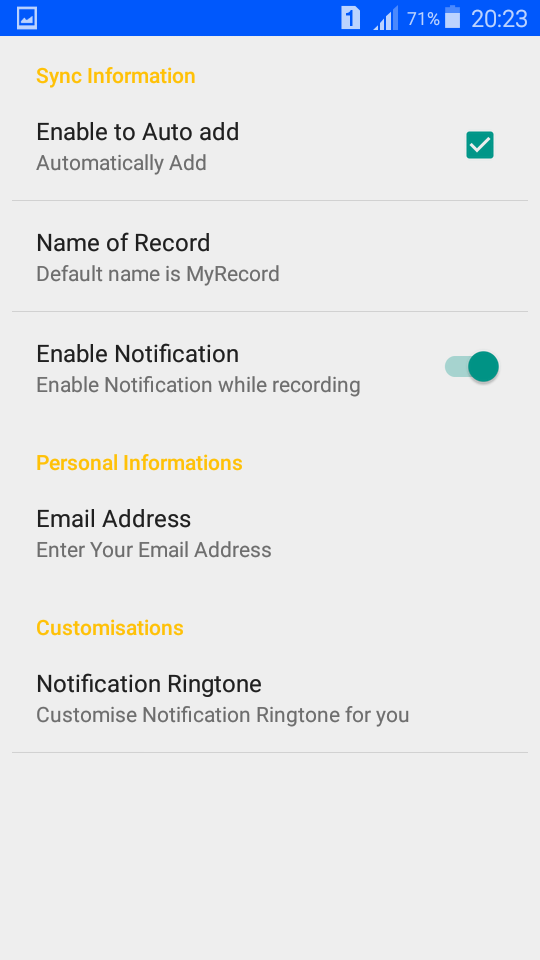 1 71% 20:23
Sync Information
Enable to Auto add
Automatically Add
Name of Record
Default name is MyRecord
Enable Notification
Enable Notification while recording
Personal Informations
Email Address
Enter Your Email Address
Customisations
Notification Ringtone
Customise Notification Ringtone for you